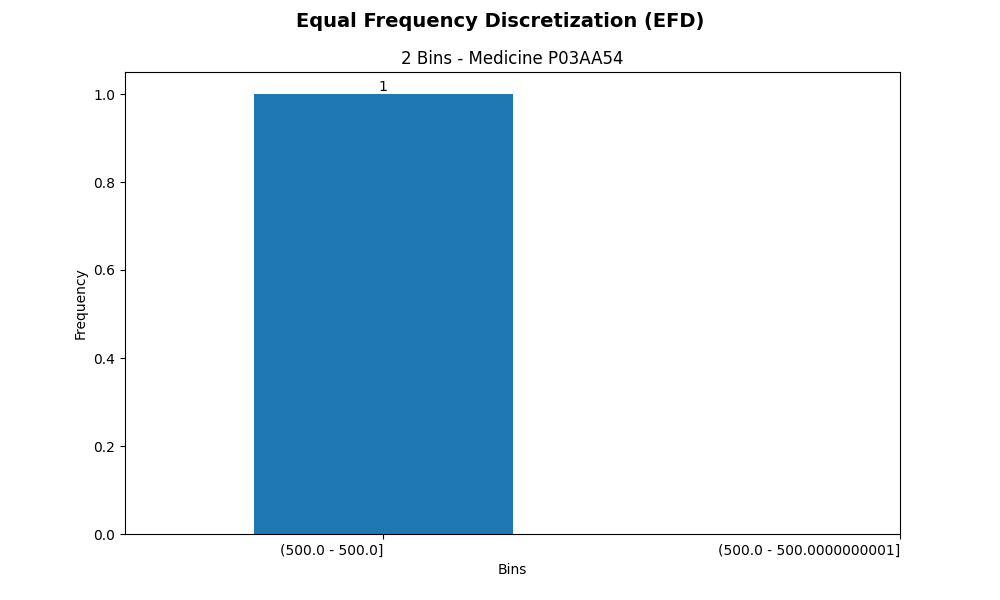 Equal Frequency Discretization (EFD)
2 Bins - Medicine P03AA54
1
1.0
0.8
0.6
0.4
0.2
0.0
Frequency
(500.0 - 500.0]
(500.0 - 500.0000000001]
Bins